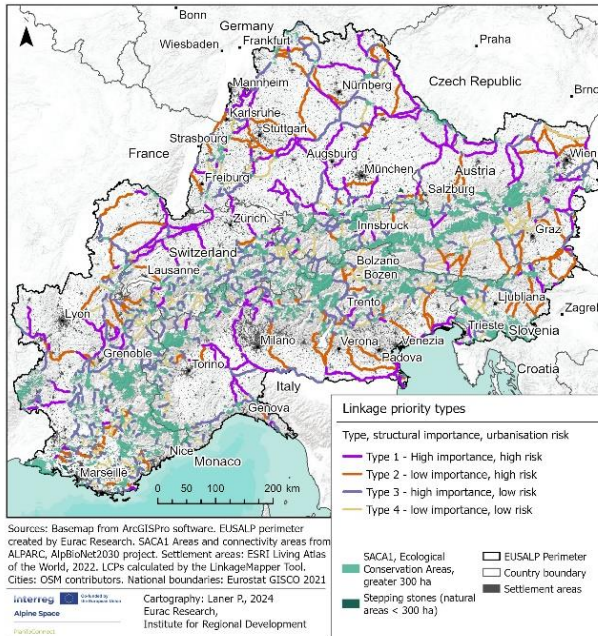 Bonn
Germany
Frankfurt
Wiesbaden
Praha
Mannheim
Czech Republic
Nürnberg
Brno
Karlsruhe
Stuttgart
Strasbourg
France
Augsburg
Wien
München
Austria
Freiburg
Salzburg
Zürich
Innsbruck
Graz
Switzerland
Bolzano
- Bozen
Lausanne
Trento
Ljubljana
Lyon
Zagreb
Trieste
Slovenia
Grenoble
Milano
Verona
Venezia
Padova
Croatia
Torino
Italy
Genova
Nice
Monaco
Marseille
0 50 100 200 km
Linkage priority types
Type, structural importance, urbanisation risk
Type 1 - High importance, high risk
Type 2 - low importance, high risk
Type 3 - high importance, low risk
Type 4 - low importance, low risk
SACA1, Ecological
Conservation Areas,
greater 300 ha
Stepping stones (natural
areas < 300 ha)
EUSALP Perimeter
Country boundary
Settlement areas
Sources: Basemap from ArcGISPro software. EUSALP perimeter
created by Eurac Research. SACA1 Areas and connectivity areas from
ALPARC, AlpBioNet2030 project. Settlement areas: ESRI Living Atlas
of the World, 2022. LCPs calculated by the LinkageMapper Tool.
Cities: OSM contributors. National boundaries: Eurostat GISCO 2021
Interreg
Co-funded by
the European Union
Alpine Space
PlanToConnect
Cartography: Laner P., 2024
Eurac Research,
Institute for Regional Development